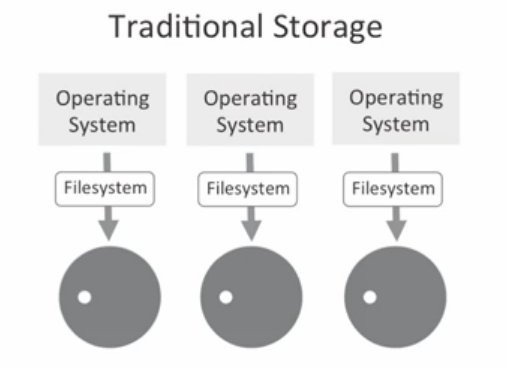 Traditional Storage
Operating
System
Operating
System
Operating
System
Filesystem
Filesystem
Filesystem